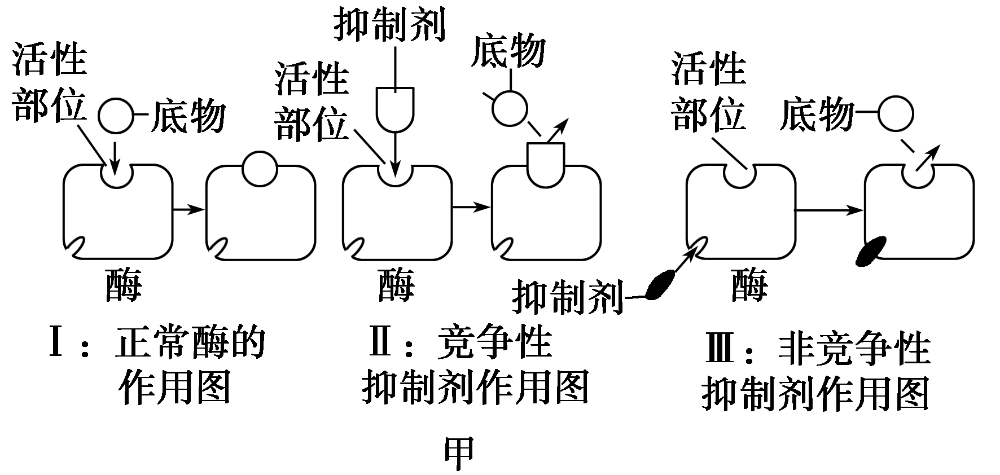 活性
部位
底物
酶
Ⅰ：正常酶的
作用图
抑制剂
活性
部位
底物
酶
Ⅱ：竞争性
抑制剂作用图
活性
部位
底物
抑制剂
酶
Ⅲ：非竞争性
抑制剂作用图
甲